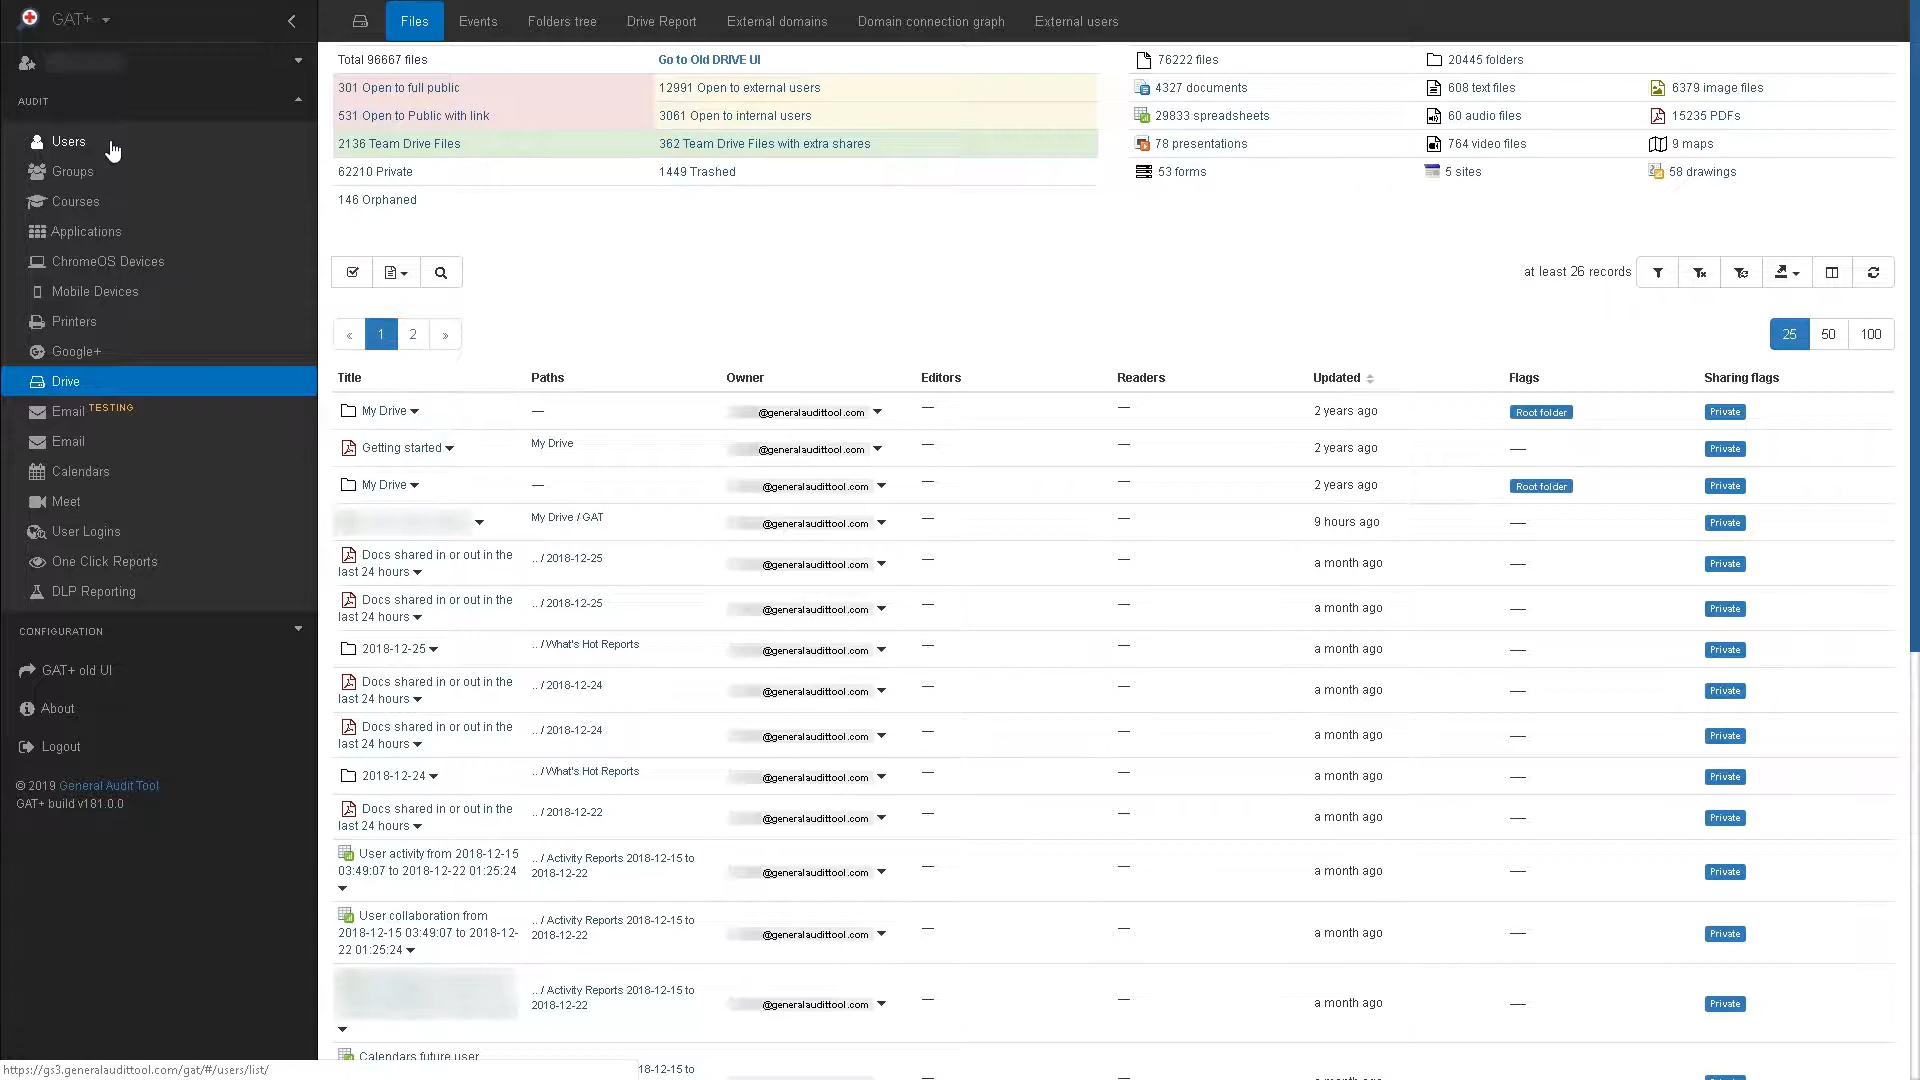 GAT+
Files Events Folders tree Drive Report External domains Domain connection graph External users
AUDIT
Users
Groups
Courses
Applications
ChromeOS Devices
Mobile Devices
Printers
Google+
Drive
Email TESTING
Email
Calendars
Meet
User Logins
One Click Reports
DLP Reporting
CONFIGURATION
GAT+ old UI
About
Logout
© 2019 General Audit Tool
GAT+ build v181.0.0
Total 96667 files Go to Old DRIVE UI
301 Open to full public 12991 Open to external users
531 Open to Public with link 3061 Open to internal users
2136 Team Drive Files 362 Team Drive Files with extra shares
62210 Private 1449 Trashed
146 Orphaned
76222 files 20445 folders
4327 documents 608 text files 6379 image files
29833 spreadsheets 60 audio files 15235 PDFs
78 presentations 764 video files 9 maps
53 forms 5 sites 58 drawings
at least 26 records
« 1 2 » 25 50 100
Title Paths Owner Editors Readers Updated Flags Sharing flags
My Drive — @generalaudittool.com — — 2 years ago Root folder Private
Getting started My Drive @generalaudittool.com — — 2 years ago — Private
My Drive — @generalaudittool.com — — 2 years ago Root folder Private
My Drive / GAT @generalaudittool.com — — 9 hours ago — Private
Docs shared in or out in the
last 24 hours .. / 2018-12-25 @generalaudittool.com — — a month ago — Private
Docs shared in or out in the
last 24 hours .. / 2018-12-25 @generalaudittool.com — — a month ago — Private
2018-12-25 .. / What's Hot Reports @generalaudittool.com — — a month ago — Private
Docs shared in or out in the
last 24 hours .. / 2018-12-24 @generalaudittool.com — — a month ago — Private
Docs shared in or out in the
last 24 hours .. / 2018-12-24 @generalaudittool.com — — a month ago — Private
2018-12-24 .. / What's Hot Reports @generalaudittool.com — — a month ago — Private
Docs shared in or out in the
last 24 hours .. / 2018-12-22 @generalaudittool.com — — a month ago — Private
User activity from 2018-12-15
03:49:07 to 2018-12-22 01:25:24
.. / Activity Reports 2018-12-15 to
2018-12-22 @generalaudittool.com — — a month ago — Private
User collaboration from
2018-12-15 03:49:07 to 2018-12-
22 01:25:24
.. / Activity Reports 2018-12-15 to
2018-12-22 @generalaudittool.com — — a month ago — Private
.. / Activity Reports 2018-12-15 to
2018-12-22 @generalaudittool.com — — a month ago — Private
Calendars future user
18-12-15 to
https://gs3.generalaudittool.com/gat/#/users/list/